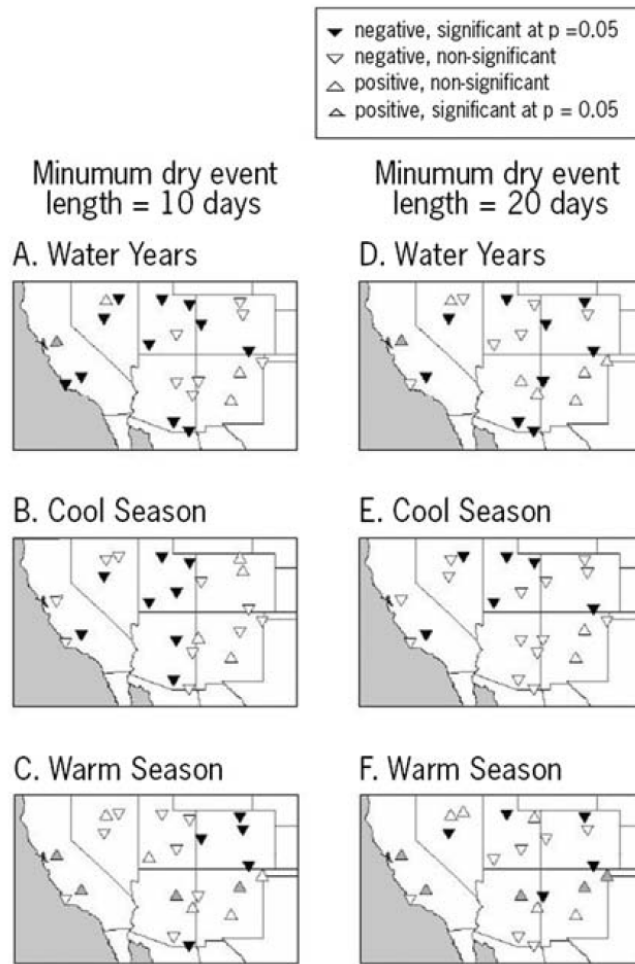 negative, significant at p =0.05
negative, non-significant
positive, non-significant
positive, significant at p = 0.05
Minumum dry event
length = 10 days
Minumum dry event
length = 20 days
A. Water Years
D. Water Years
B. Cool Season
E. Cool Season
C. Warm Season
F. Warm Season